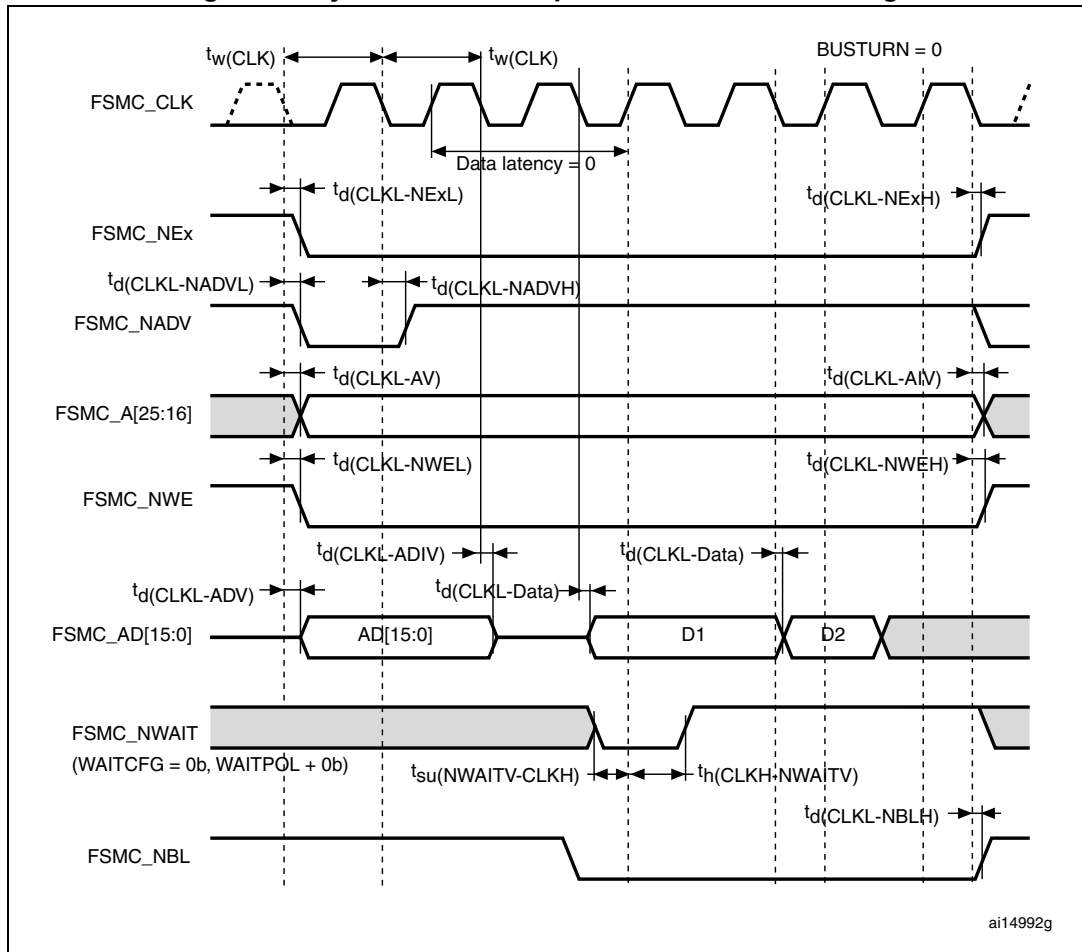 tw(CLK)
tw(CLK)
BUSTURN = 0
FSMC_CLK
Data latency = 0
td(CLKL-NExL)
td(CLKL-NExH)
FSMC_NEx
td(CLKL-NADVL)
td(CLKL-NADVH)
FSMC_NADV
td(CLKL-AV)
td(CLKL-AIV)
FSMC_A[25:16]
td(CLKL-NWEL)
td(CLKL-NWEH)
FSMC_NWE
td(CLKL-ADIV)
td(CLKL-Data)
td(CLKL-ADV)
td(CLKL-Data)
FSMC_AD[15:0]
AD[15:0]
D1
D2
FSMC_NWAIT
(WAITCFG = 0b, WAITPOL + 0b)
tsu(NWAITV-CLKH)
th(CLKH-NWAITV)
td(CLKL-NBLH)
FSMC_NBL
ai14992g